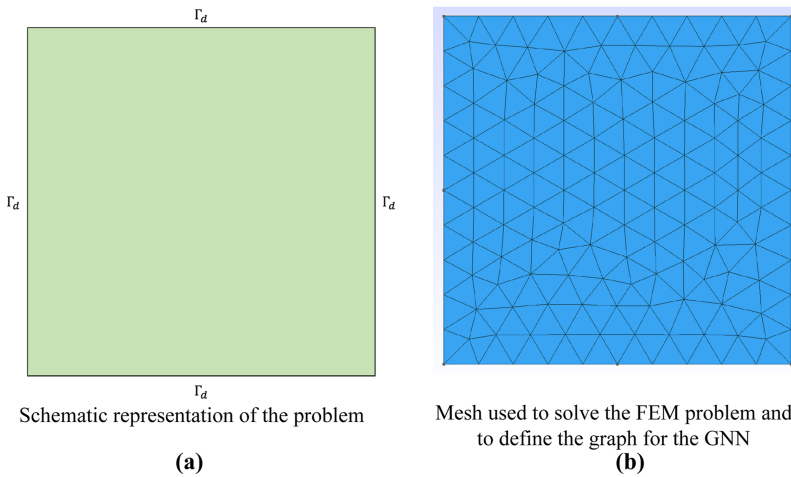 Γd
Γd
Γd
Γd
Schematic representation of the problem
(a)
Mesh used to solve the FEM problem and
to define the graph for the GNN
(b)